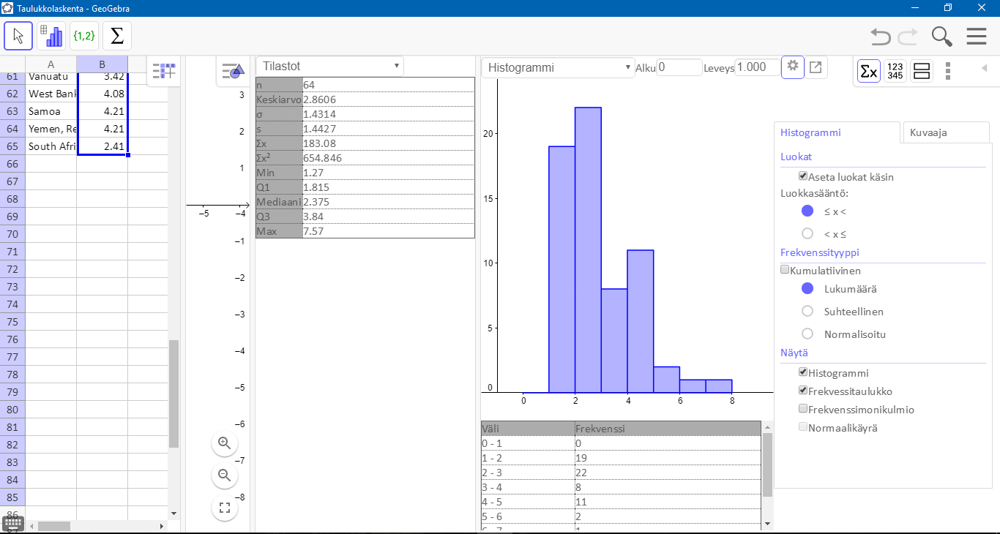 Taulukkolaskenta - GeoGebra
{1,2} Σ
A B
61 Vanuatu 3.42
62 West Bank 4.08
63 Samoa 4.21
64 Yemen, Re 4.21
65 South Afri 2.41
66
67
68
69
70
71
72
73
74
75
76
77
78
79
80
81
82
83
84
85
86
3
2
1
−5 −4
−1
−2
−3
−4
−5
−6
−7
−8
Tilastot
n 64
Keskiarvo 2.8606
σ 1.4314
s 1.4427
Σx 183.08
Σx² 654.846
Min 1.27
Q1 1.815
Mediaani 2.375
Q3 3.84
Max 7.57
Histogrammi Alku 0 Leveys 1.000
Σx 123 345
20
15
10
5
0
0 2 4 6 8
Väli Frekvenssi
0 - 1 0
1 - 2 19
2 - 3 22
3 - 4 8
4 - 5 11
5 - 6 2
6 - 7 1
Histogrammi Kuvaaja
Luokat
Aseta luokat käsin
Luokkasääntö:
≤ x <
< x ≤
Frekvenssityyppi
Kumulatiivinen
Lukumäärä
Suhteellinen
Normalisoitu
Näytä
Histogrammi
Frekvessitaulukko
Frekvenssimonikulmio
Normaalikäyrä